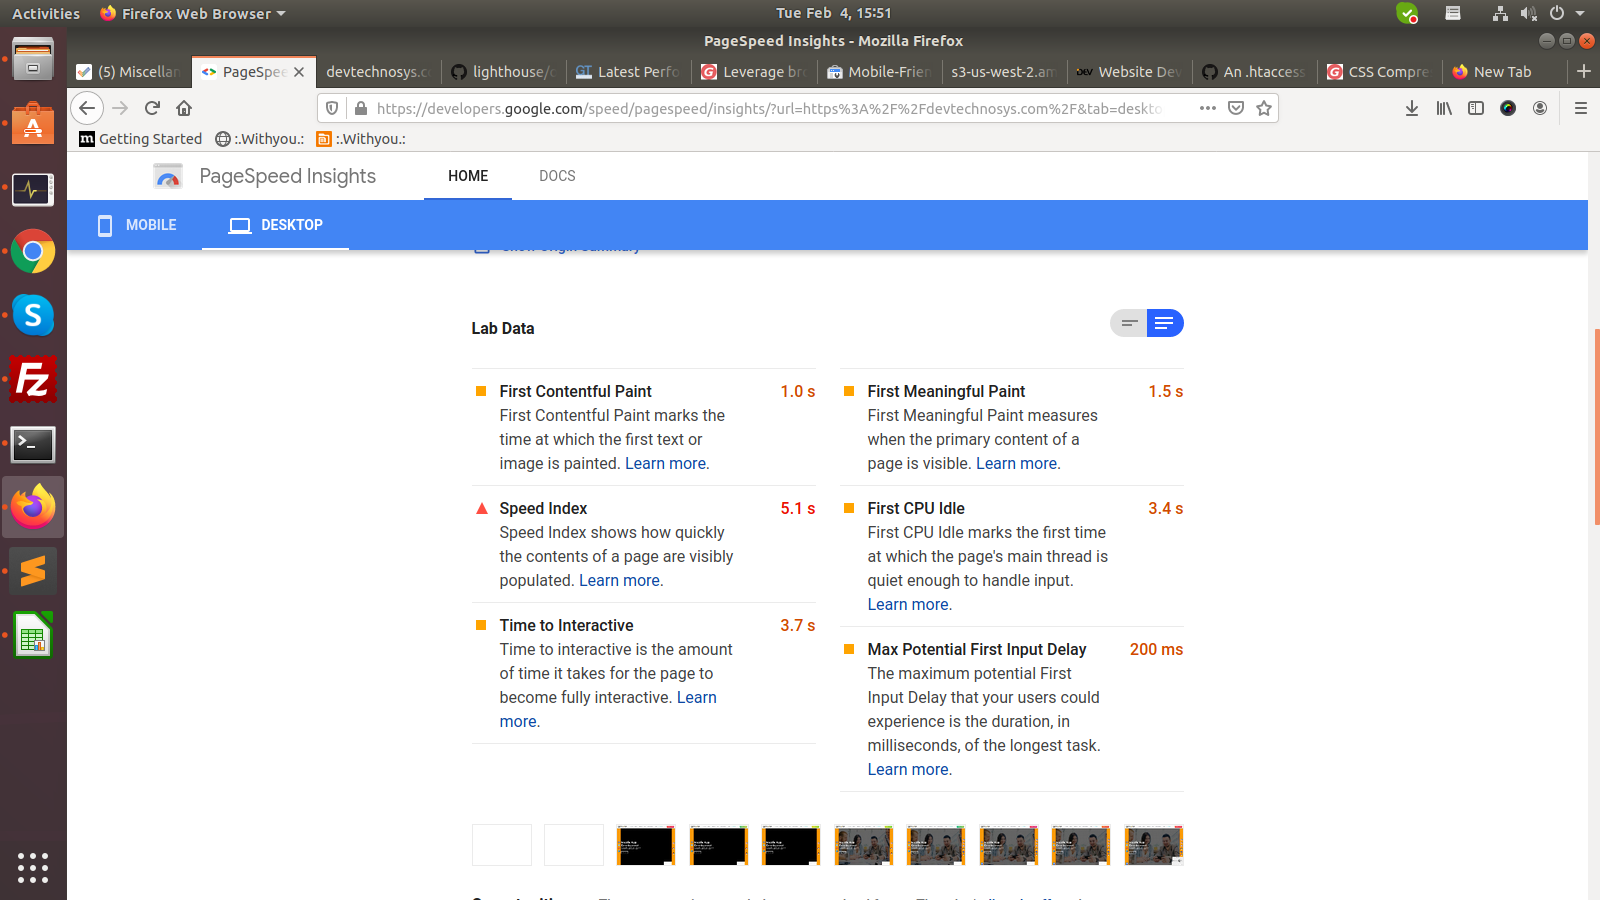 Activities
Firefox Web Browser
Tue Feb 4, 15:51
PageSpeed Insights - Mozilla Firefox
(5) Miscellan
PageSpee
devtechnosys.c
lighthouse/c
Latest Perfo
Leverage bro
Mobile-Frien
s3-us-west-2.am
Website Dev
An .htaccess
CSS Compre
New Tab
https://developers.google.com/speed/pagespeed/insights/?url=https%3A%2F%2Fdevtechnosys.com%2F&tab=deskto
Getting Started
:.Withyou.:
:.Withyou.:
PageSpeed Insights
HOME
DOCS
MOBILE
DESKTOP
Lab Data
First Contentful Paint
1.0 s
First Contentful Paint marks the
time at which the first text or
image is painted. Learn more.
Speed Index
5.1 s
Speed Index shows how quickly
the contents of a page are visibly
populated. Learn more.
Time to Interactive
3.7 s
Time to interactive is the amount
of time it takes for the page to
become fully interactive. Learn
more.
First Meaningful Paint
1.5 s
First Meaningful Paint measures
when the primary content of a
page is visible. Learn more.
First CPU Idle
3.4 s
First CPU Idle marks the first time
at which the page's main thread is
quiet enough to handle input.
Learn more.
Max Potential First Input Delay
200 ms
The maximum potential First
Input Delay that your users could
experience is the duration, in
milliseconds, of the longest task.
Learn more.